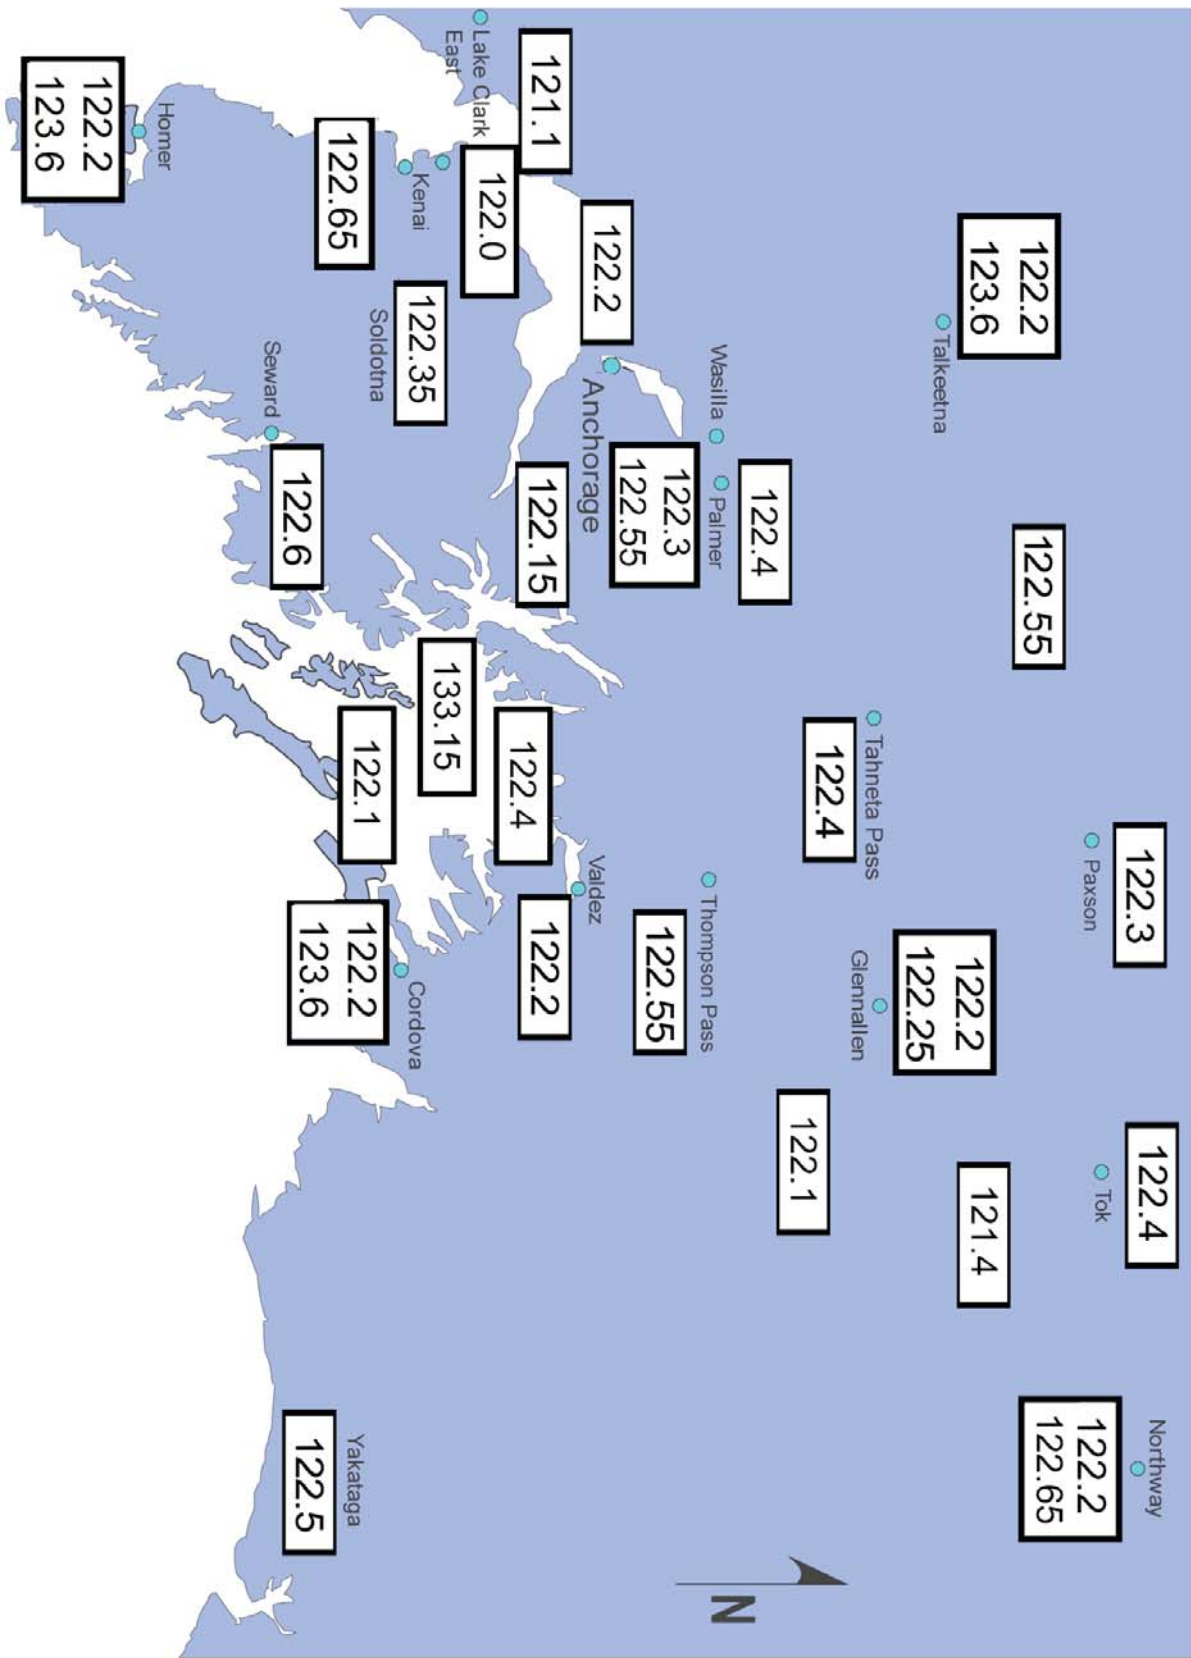 122.4
Tok
122.2
122.65
Northway
122.3
Paxson
122.55
122.2
123.6
Talkeetna
121.4
122.2
122.25
Glennallen
Tahneta Pass
122.4
122.1
122.4
Wasilla
Palmer
Thompson Pass
122.55
122.3
122.55
Anchorage
122.2
121.1
Valdez
122.2
122.15
122.4
122.0
Lake Clark
East
133.15
Kenai
122.35
Soldotna
122.65
122.1
Cordova
122.2
123.6
Yakataga
122.5
Seward
122.6
Homer
122.2
123.6
N